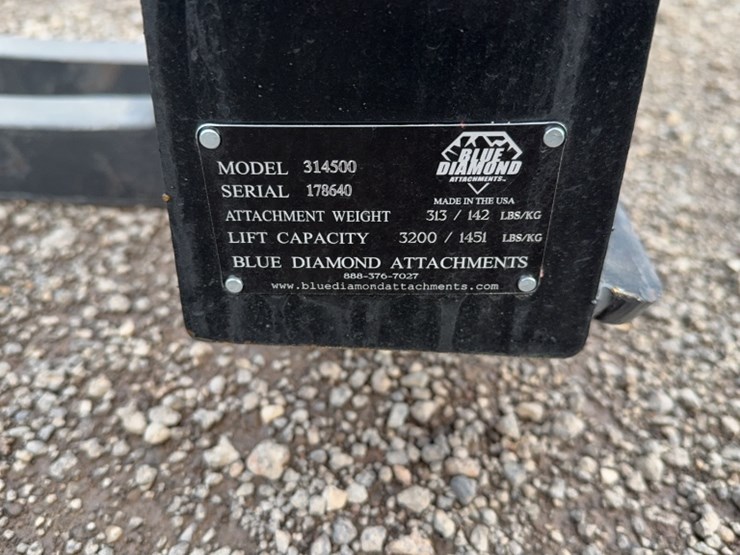 BLUE
DIAMOND
ATTACHMENTS
MODEL 314500
SERIAL 178640
MADE IN THE USA
ATTACHMENT WEIGHT 313 / 142 LBS/KG
LIFT CAPACITY 3200 / 1451 LBS/KG
BLUE DIAMOND ATTACHMENTS
888-376-7027
www.bluediamondattachments.com